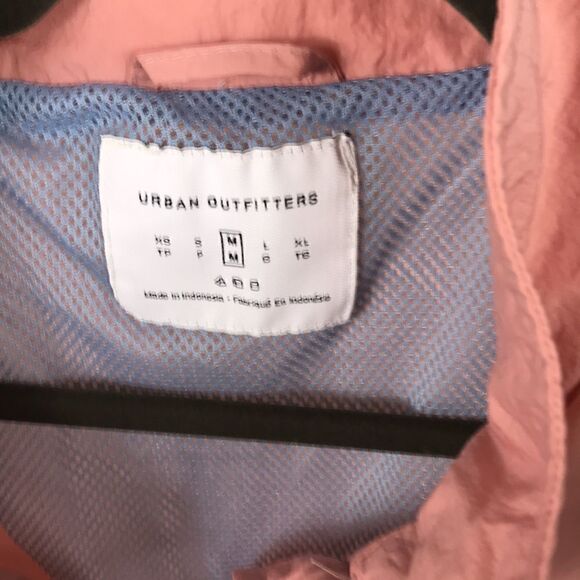 URBAN OUTFITTERS
XS S M L XL
TP P M G TG
Made in Indonesia - Fabriqué En Indonésie